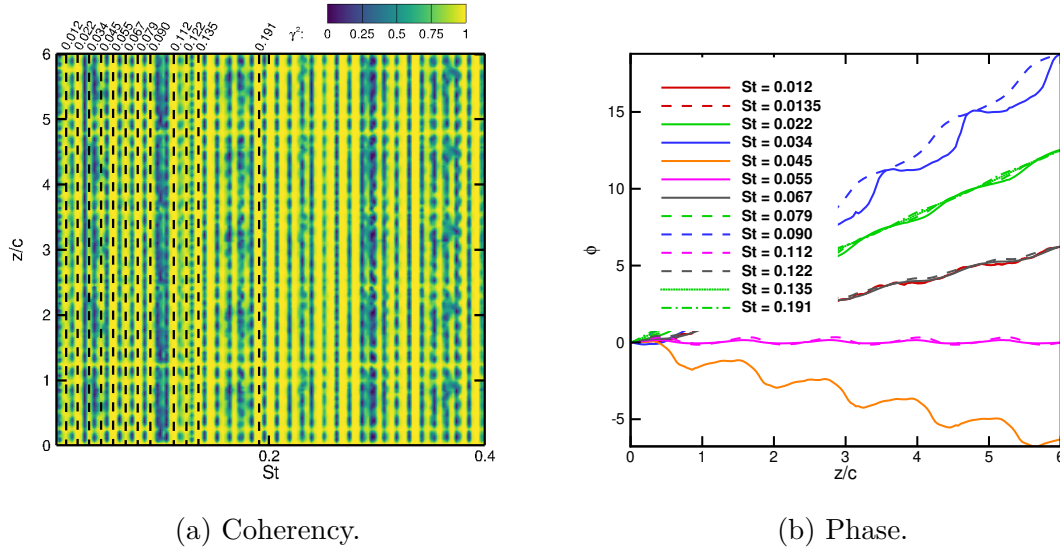 0.012
0.022
0.034
0.045
0.055
0.067
0.079
0.090
0.112
0.122
0.135
0.191
γ²:
0 0.25 0.5 0.75 1
6
5
4
3
2
1
0
z/c
0.2 0.4
St
(a) Coherency.
15
10
5
0
-5
ϕ
St = 0.012
St = 0.0135
St = 0.022
St = 0.034
St = 0.045
St = 0.055
St = 0.067
St = 0.079
St = 0.090
St = 0.112
St = 0.122
St = 0.135
St = 0.191
0 1 2 3 4 5 6
z/c
(b) Phase.